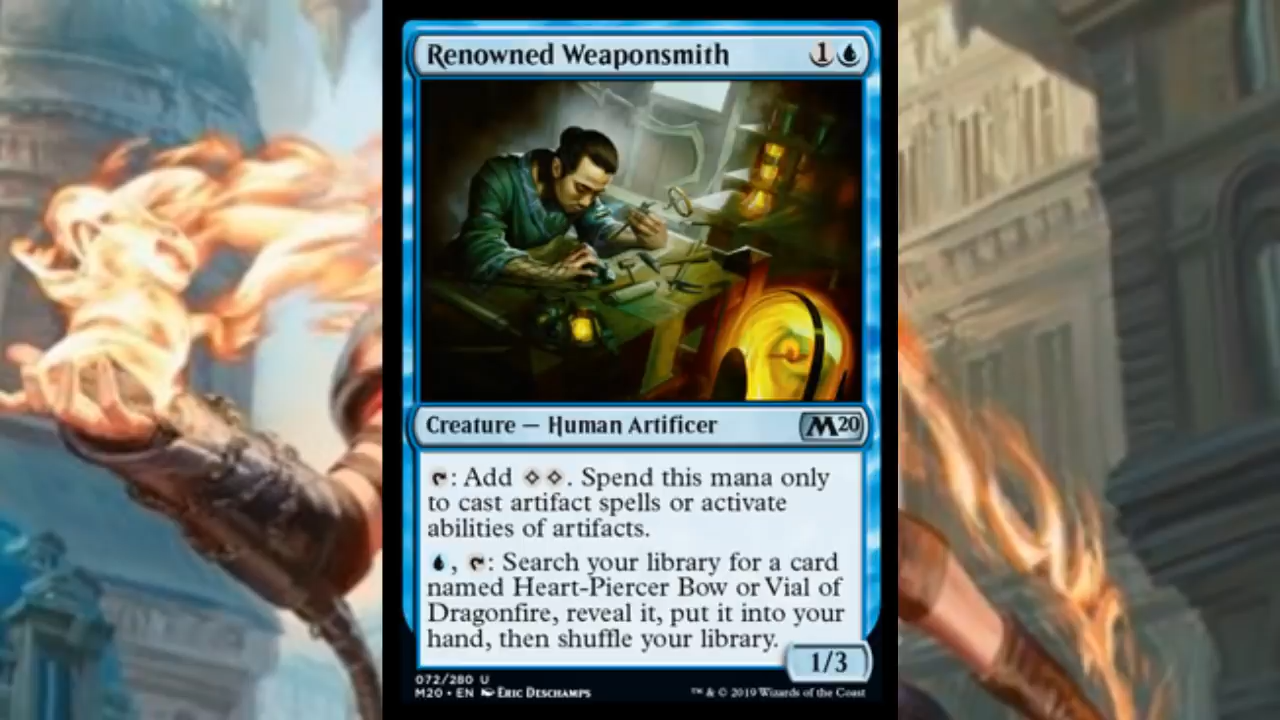 Renowned Weaponsmith 1
Creature — Human Artificer M20
: Add . Spend this mana only
to cast artifact spells or activate
abilities of artifacts.
, : Search your library for a card
named Heart-Piercer Bow or Vial of
Dragonfire, reveal it, put it into your
hand, then shuffle your library.
1/3
072/280 U
M20 • EN Eric Deschamps ™ & © 2019 Wizards of the Coast